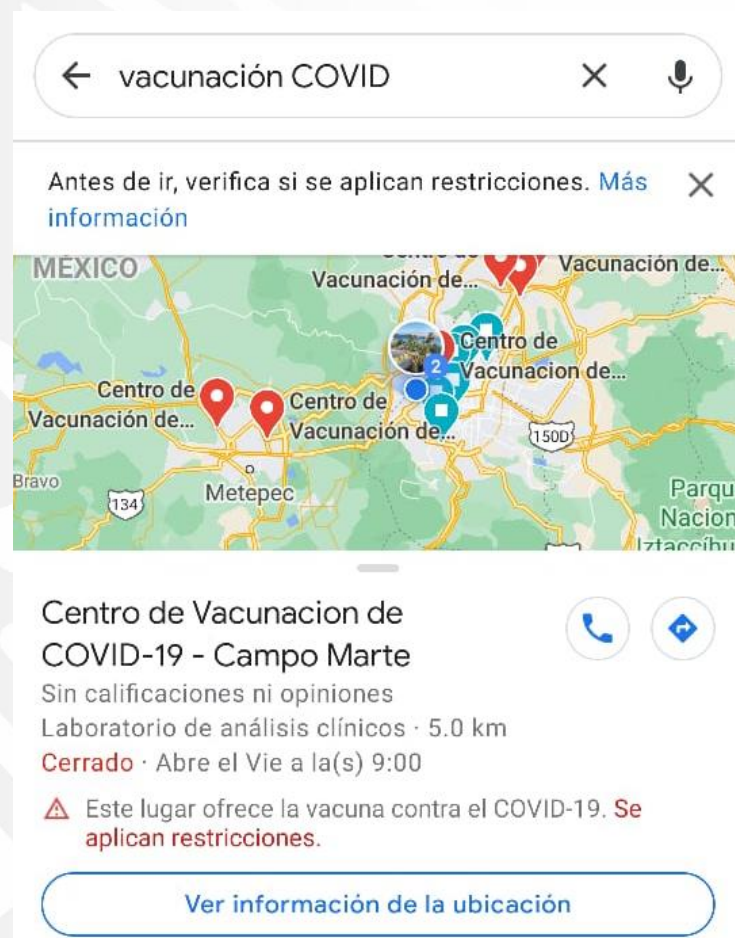 vacunación COVID
Antes de ir, verifica si se aplican restricciones. Más
información
MÉXICO
Vacunación de...
Vacunación de...
Centro de
Vacunacion de...
2
Centro de
Vacunación de...
Centro de
Vacunación de...
150D
Bravo
134
Metepec
Parqu
Nacion
Iztaccíhu
Centro de Vacunacion de
COVID-19 - Campo Marte
Sin calificaciones ni opiniones
Laboratorio de análisis clínicos · 5.0 km
Cerrado · Abre el Vie a la(s) 9:00
Este lugar ofrece la vacuna contra el COVID-19. Se
aplican restricciones.
Ver información de la ubicación